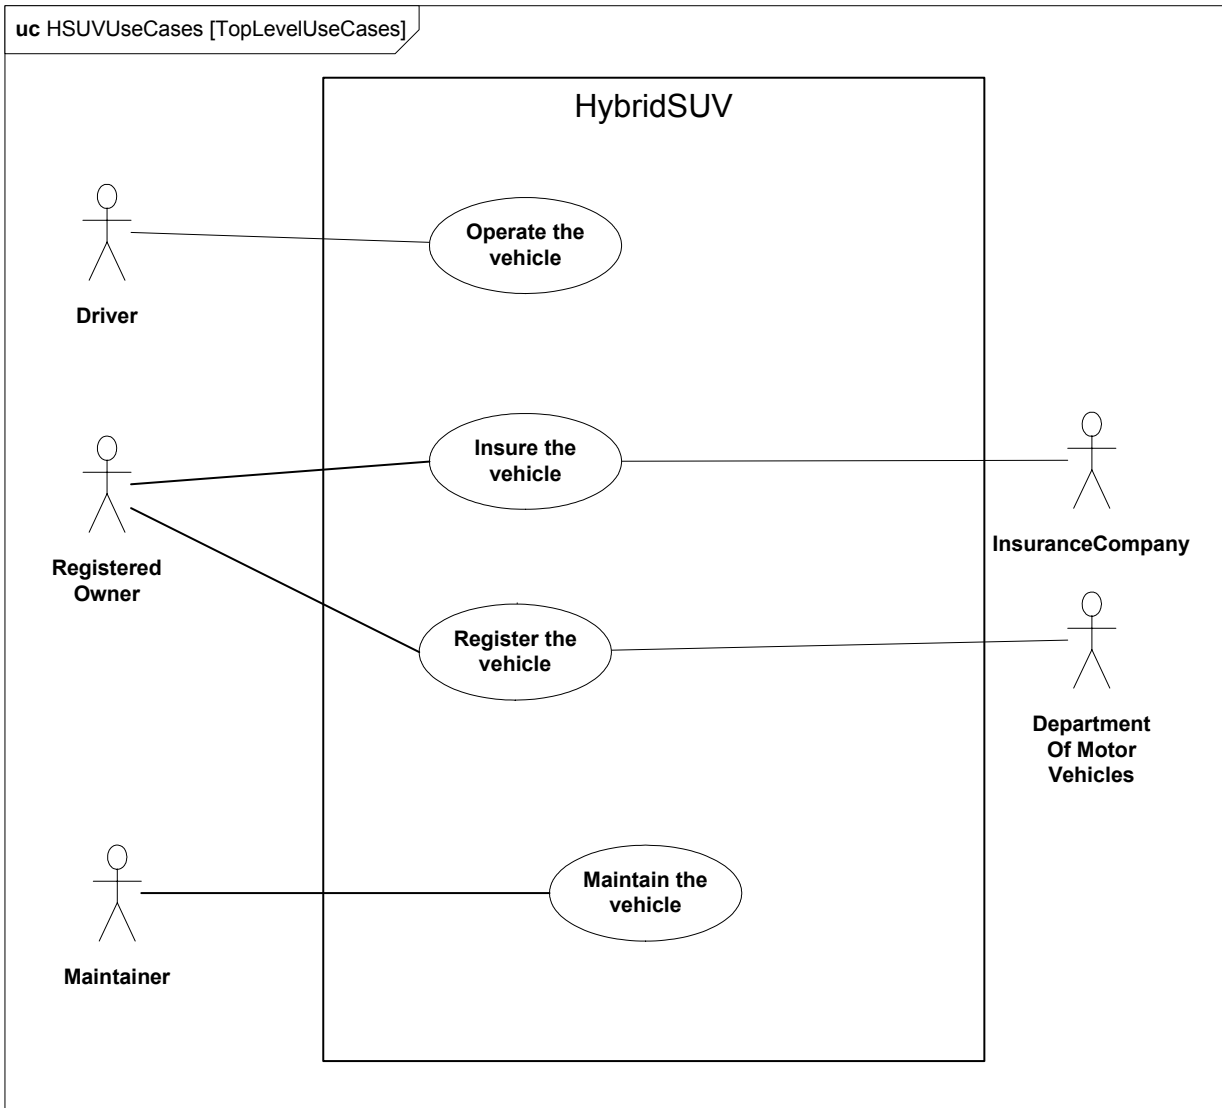 uc HSUVUseCases [TopLevelUseCases]
HybridSUV
Operate the
vehicle
Driver
Insure the
vehicle
InsuranceCompany
Registered
Owner
Register the
vehicle
Department
Of Motor
Vehicles
Maintain the
vehicle
Maintainer